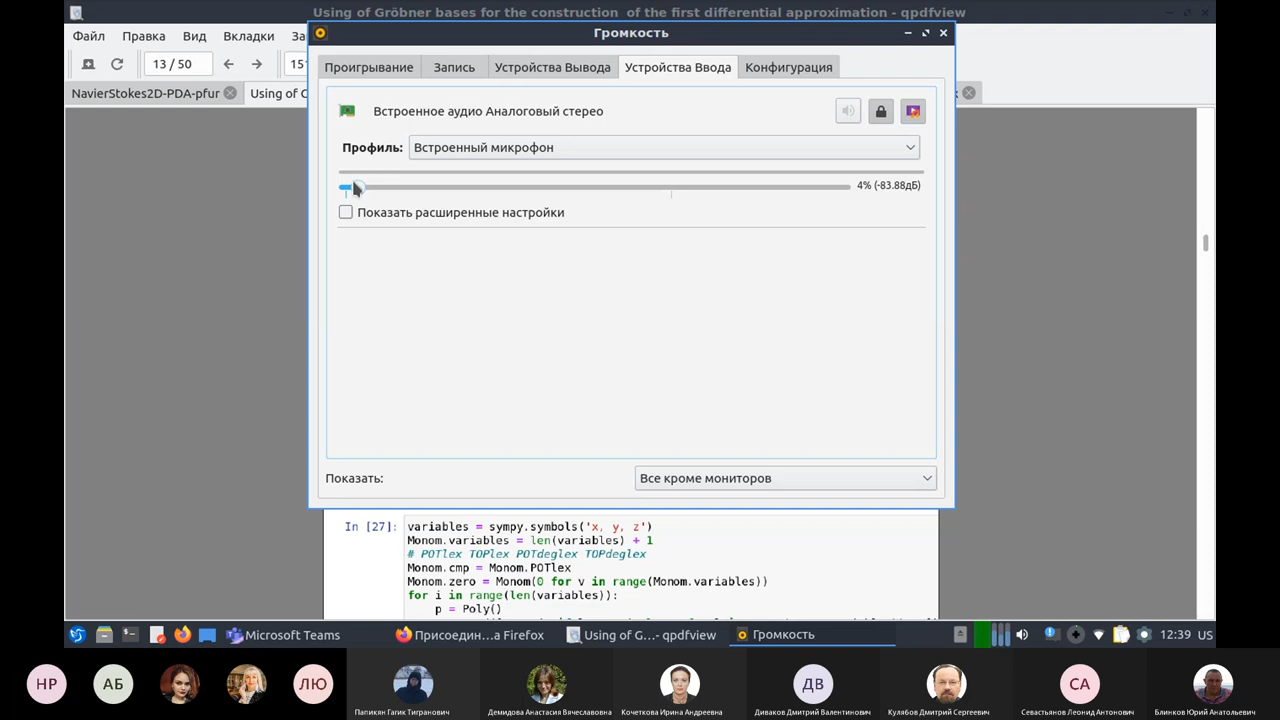 Using of Gröbner bases for the construction of the first differential approximation - qpdfview
Громкость
Файл Правка Вид Вкладки За
13 / 50
NavierStokes2D-PDA-pfur
Using of G
Проигрывание Запись Устройства Вывода Устройства Ввода Конфигурация
Встроенное аудио Аналоговый стерео
Профиль: Встроенный микрофон
4% (-83.88дБ)
Показать расширенные настройки
Показать: Все кроме мониторов
In [27]: variables = sympy.symbols('x, y, z')
Monom.variables = len(variables) + 1
# POTlex TOPlex POTdeglex TOPdeglex
Monom.cmp = Monom.POTlex
Monom.zero = Monom(0 for v in range(Monom.variables))
for i in range(len(variables)):
p = Poly()
Microsoft Teams Присоедин...а Firefox Using of G...- qpdfview Громкость 12:39 US
НР АБ ЛЮ ДВ СА
Папикян Гагик Тигранович Демидова Анастасия Вячеславовна Кочеткова Ирина Андреевна Диваков Дмитрий Валентинович Кулябов Дмитрий Сергеевич Севастьянов Леонид Антонович Блинков Юрий Анатольевич